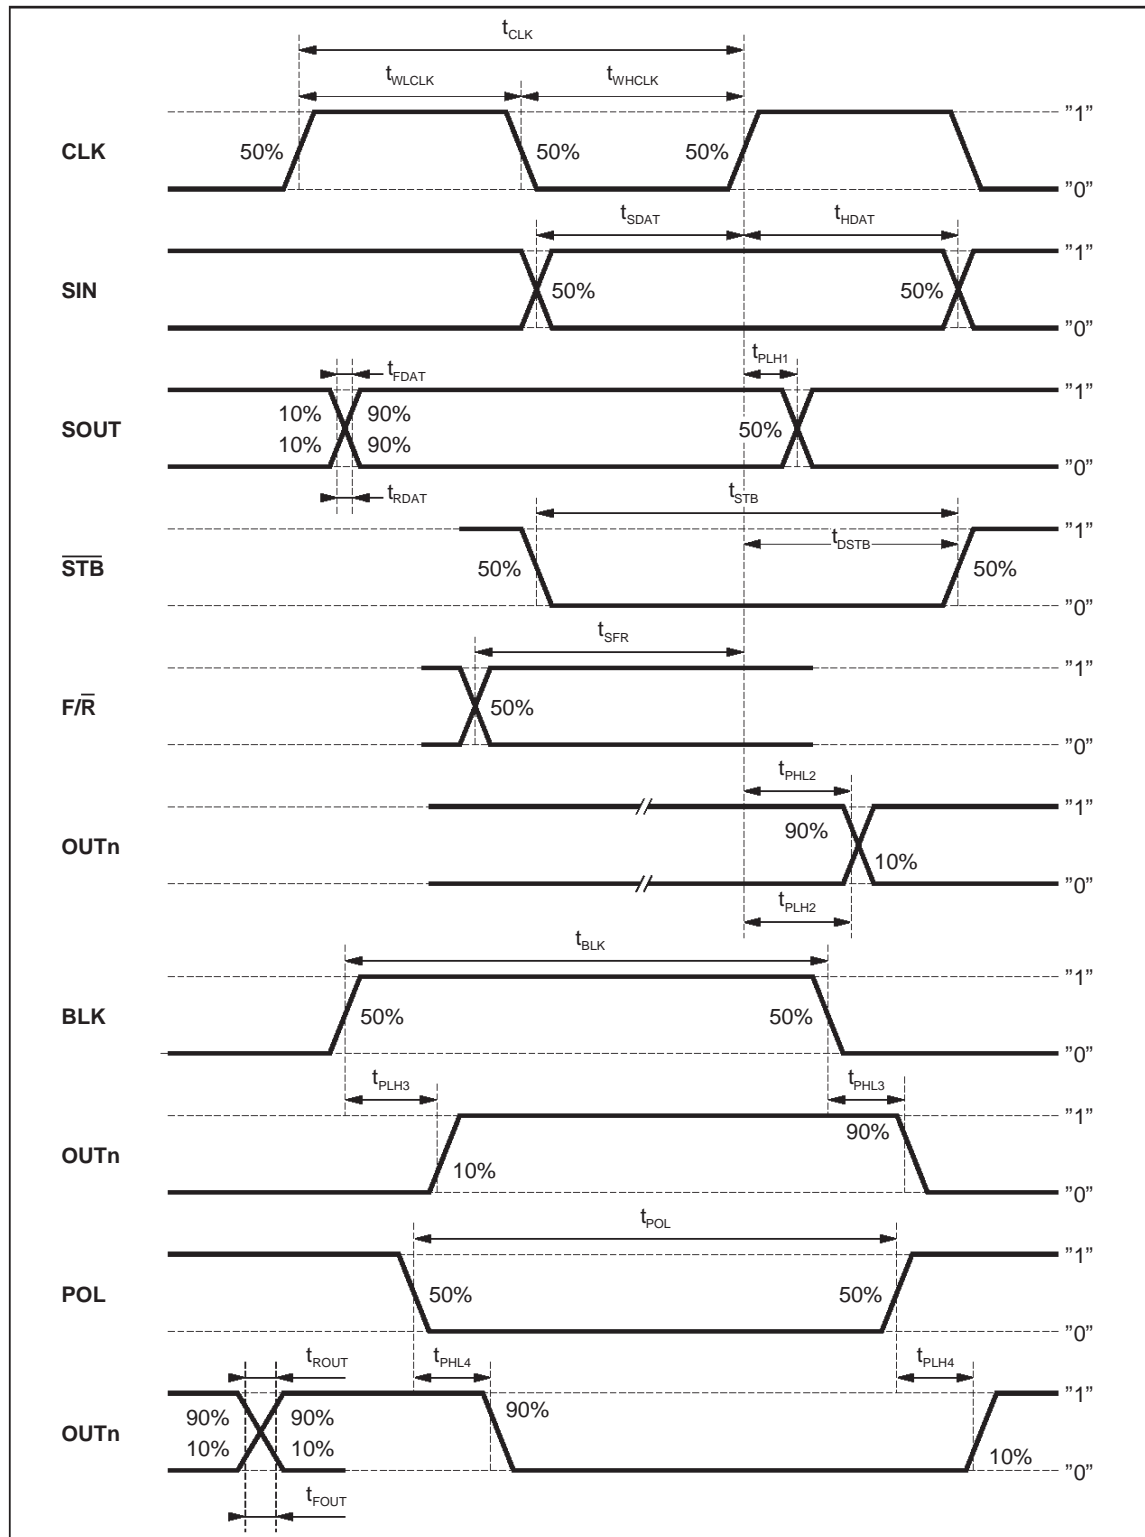 tCLK
tWLCLK tWHCLK
"1"
CLK 50% 50% 50%
"0"
tSDAT tHDAT
"1"
SIN 50% 50%
"0"
tFDAT tPLH1
"1"
10% 90%
SOUT 50%
10% 90%
"0"
tRDAT tSTB
"1"
tDSTB
STB 50% 50%
"0"
tSFR
"1"
F/R 50%
"0"
tPHL2
"1"
90%
OUTn 10%
"0"
tPLH2
tBLK
"1"
BLK 50% 50%
"0"
tPLH3 tPHL3
"1"
90%
OUTn 10%
"0"
tPOL
"1"
POL 50% 50%
"0"
tROUT tPHL4 tPLH4
"1"
90% 90% 90%
OUTn
10% 10% 10%
"0"
tFOUT